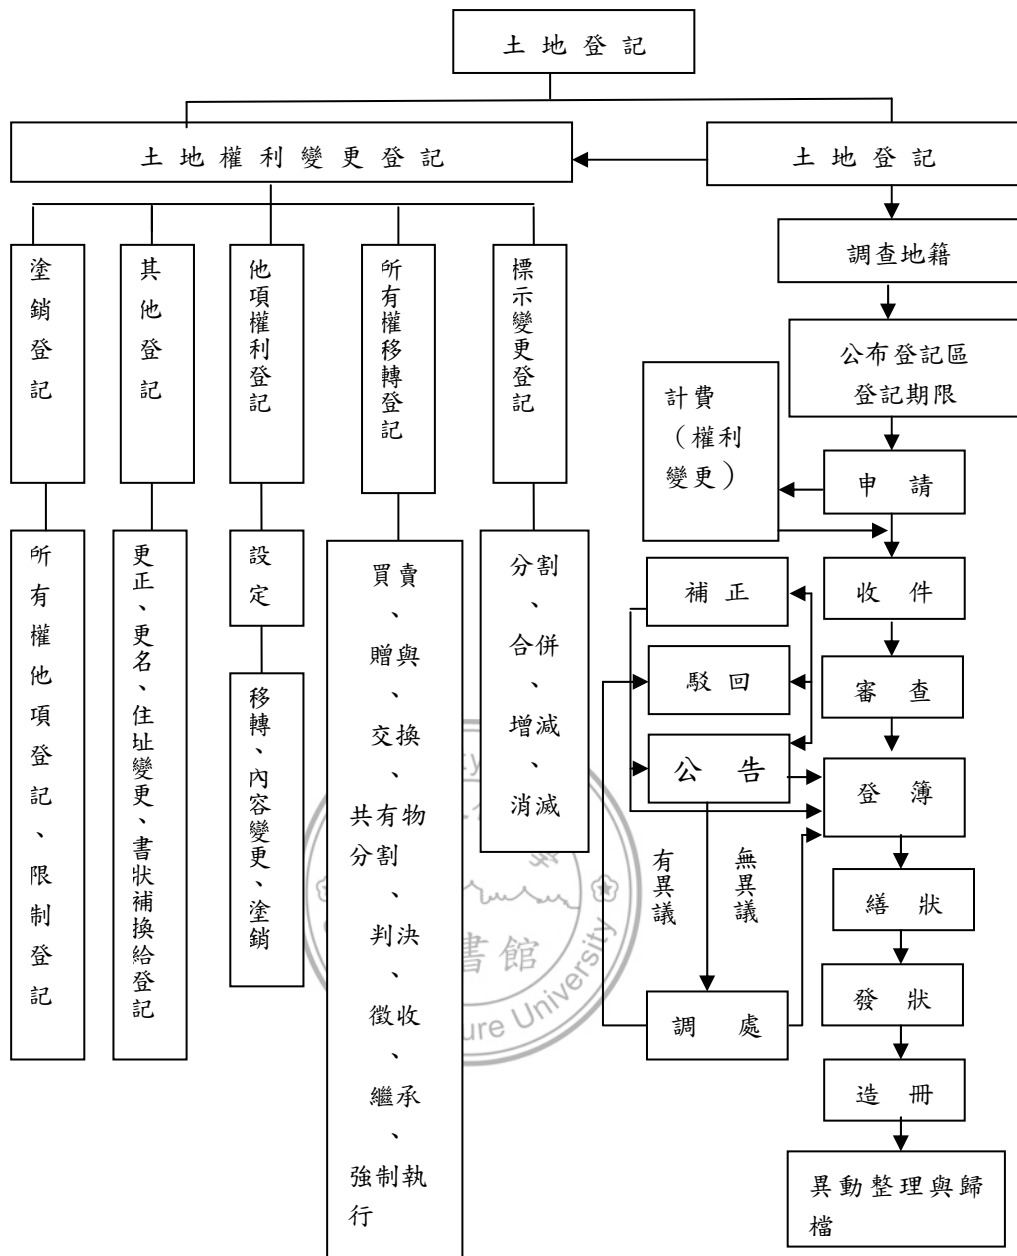 土地登記
土地權利變更登記
土地登記
塗銷登記
其他登記
他項權利登記
所有權移轉登記
標示變更登記
所有權他項登記、限制登記
更正、更名、住址變更、書狀補換給登記
設定
移轉、內容變更、塗銷
買賣
、
贈與
、
交換
、
共有物
分割
、
判決
、
徵收
、
繼承
、
強制執
行
分割
、
合併
、
增減
、
消滅
調查地籍
公布登記區
登記期限
計費
（權利
變更）
申請
收件
補正
駁回
公告
審查
登簿
有異議
無異議
調處
繕狀
發狀
造冊
異動整理與歸
檔
書館
ure University